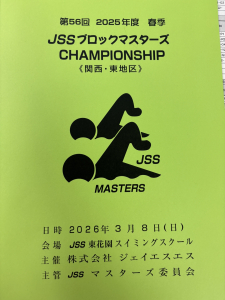 第56回 2025年度 春季
JSSブロックマスターズ
CHAMPIONSHIP
《関西・東地区》
JSS
MASTERS
日時 2026年3月8日(日)
会場 JSS東花園スイミングスクール
主催 株式会社 ジェイエスエス
主管 JSS マスターズ委員会